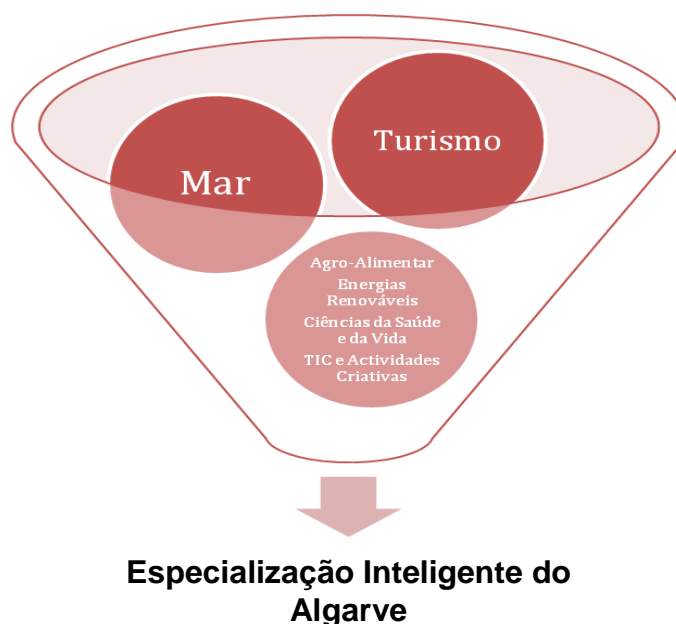 Turismo
Mar
Agro-Alimentar
Energias
Renováveis
Ciências da Saúde
e da Vida
TIC e Actividades
Criativas
Especialização Inteligente do
Algarve